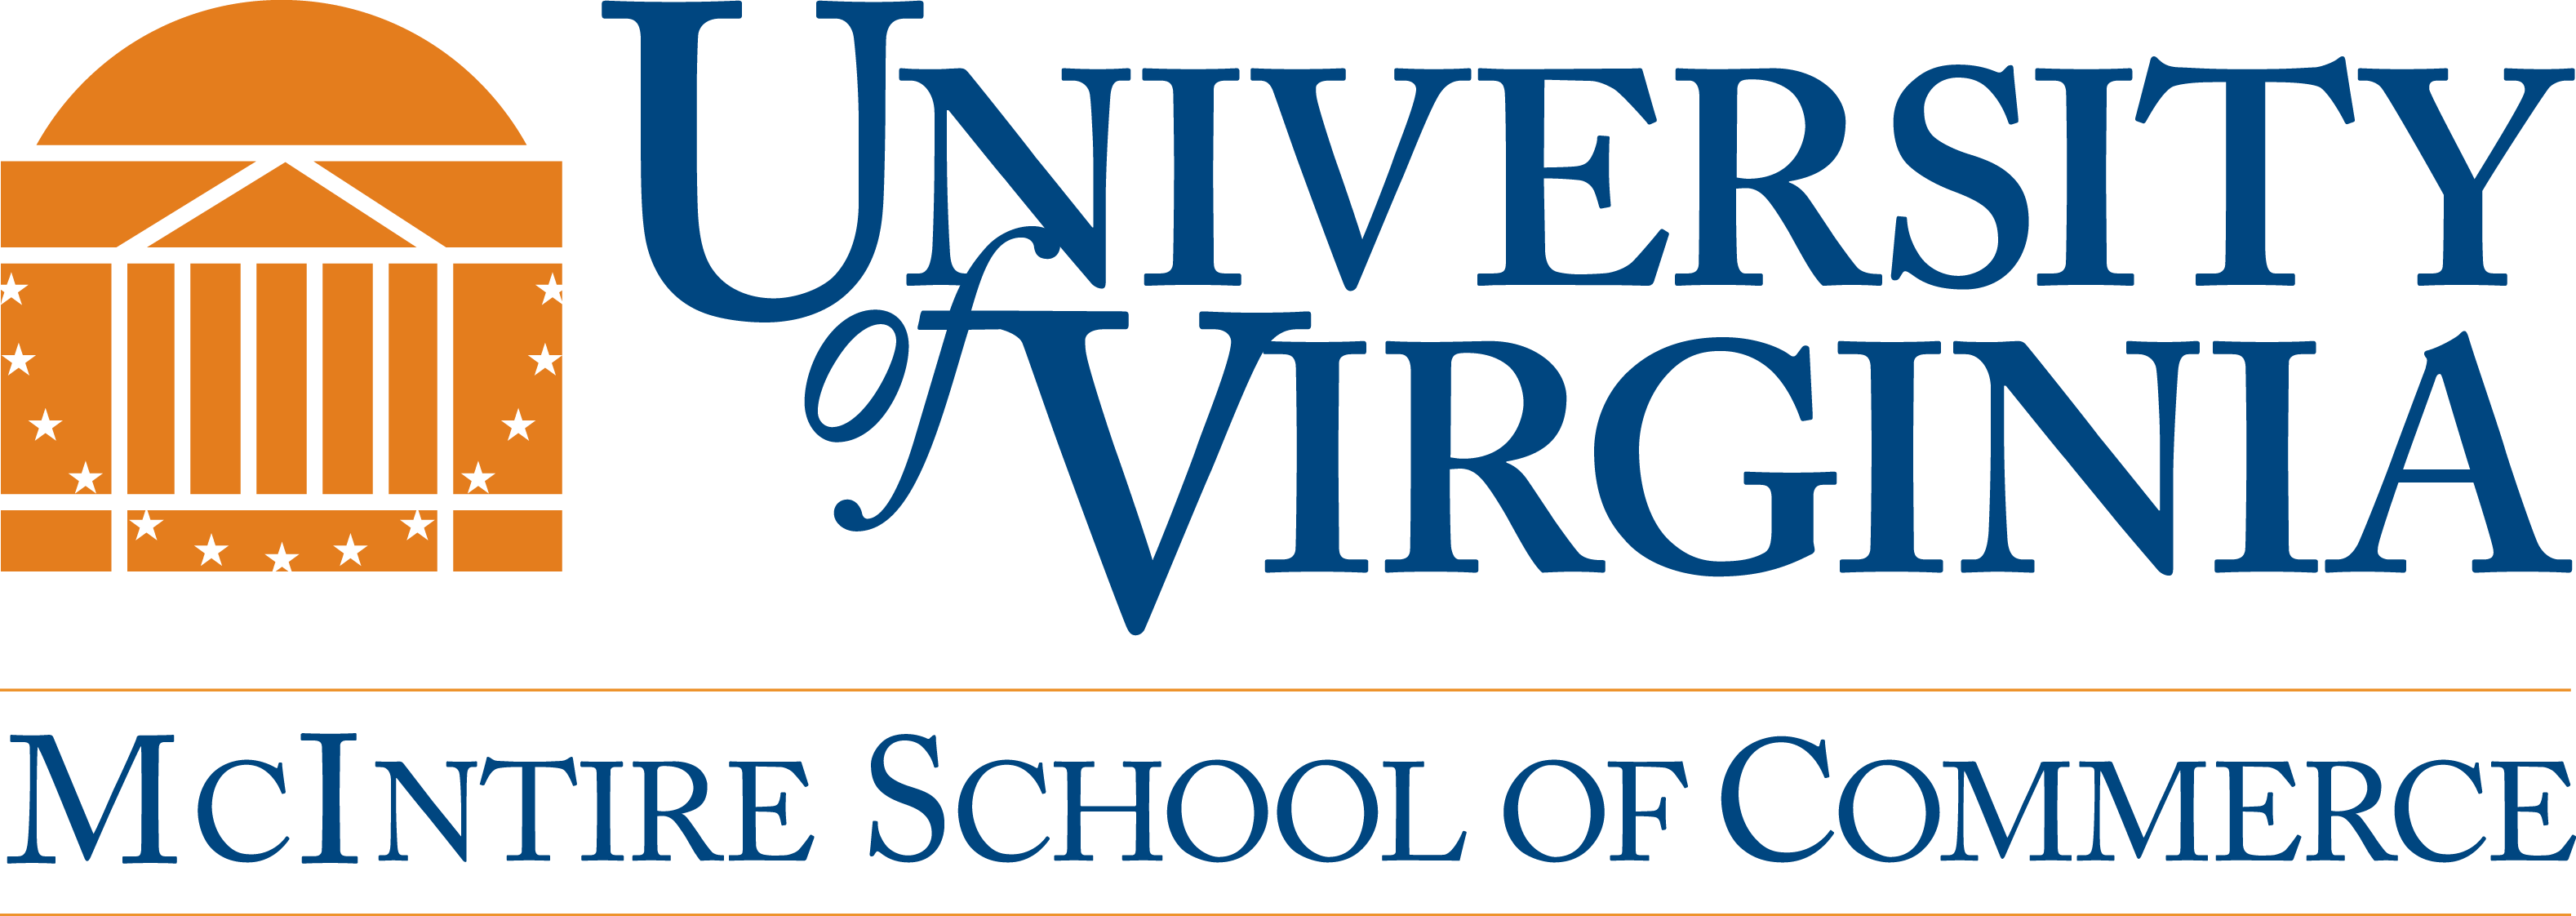 UNIVERSITY
of VIRGINIA
MCINTIRE SCHOOL OF COMMERCE